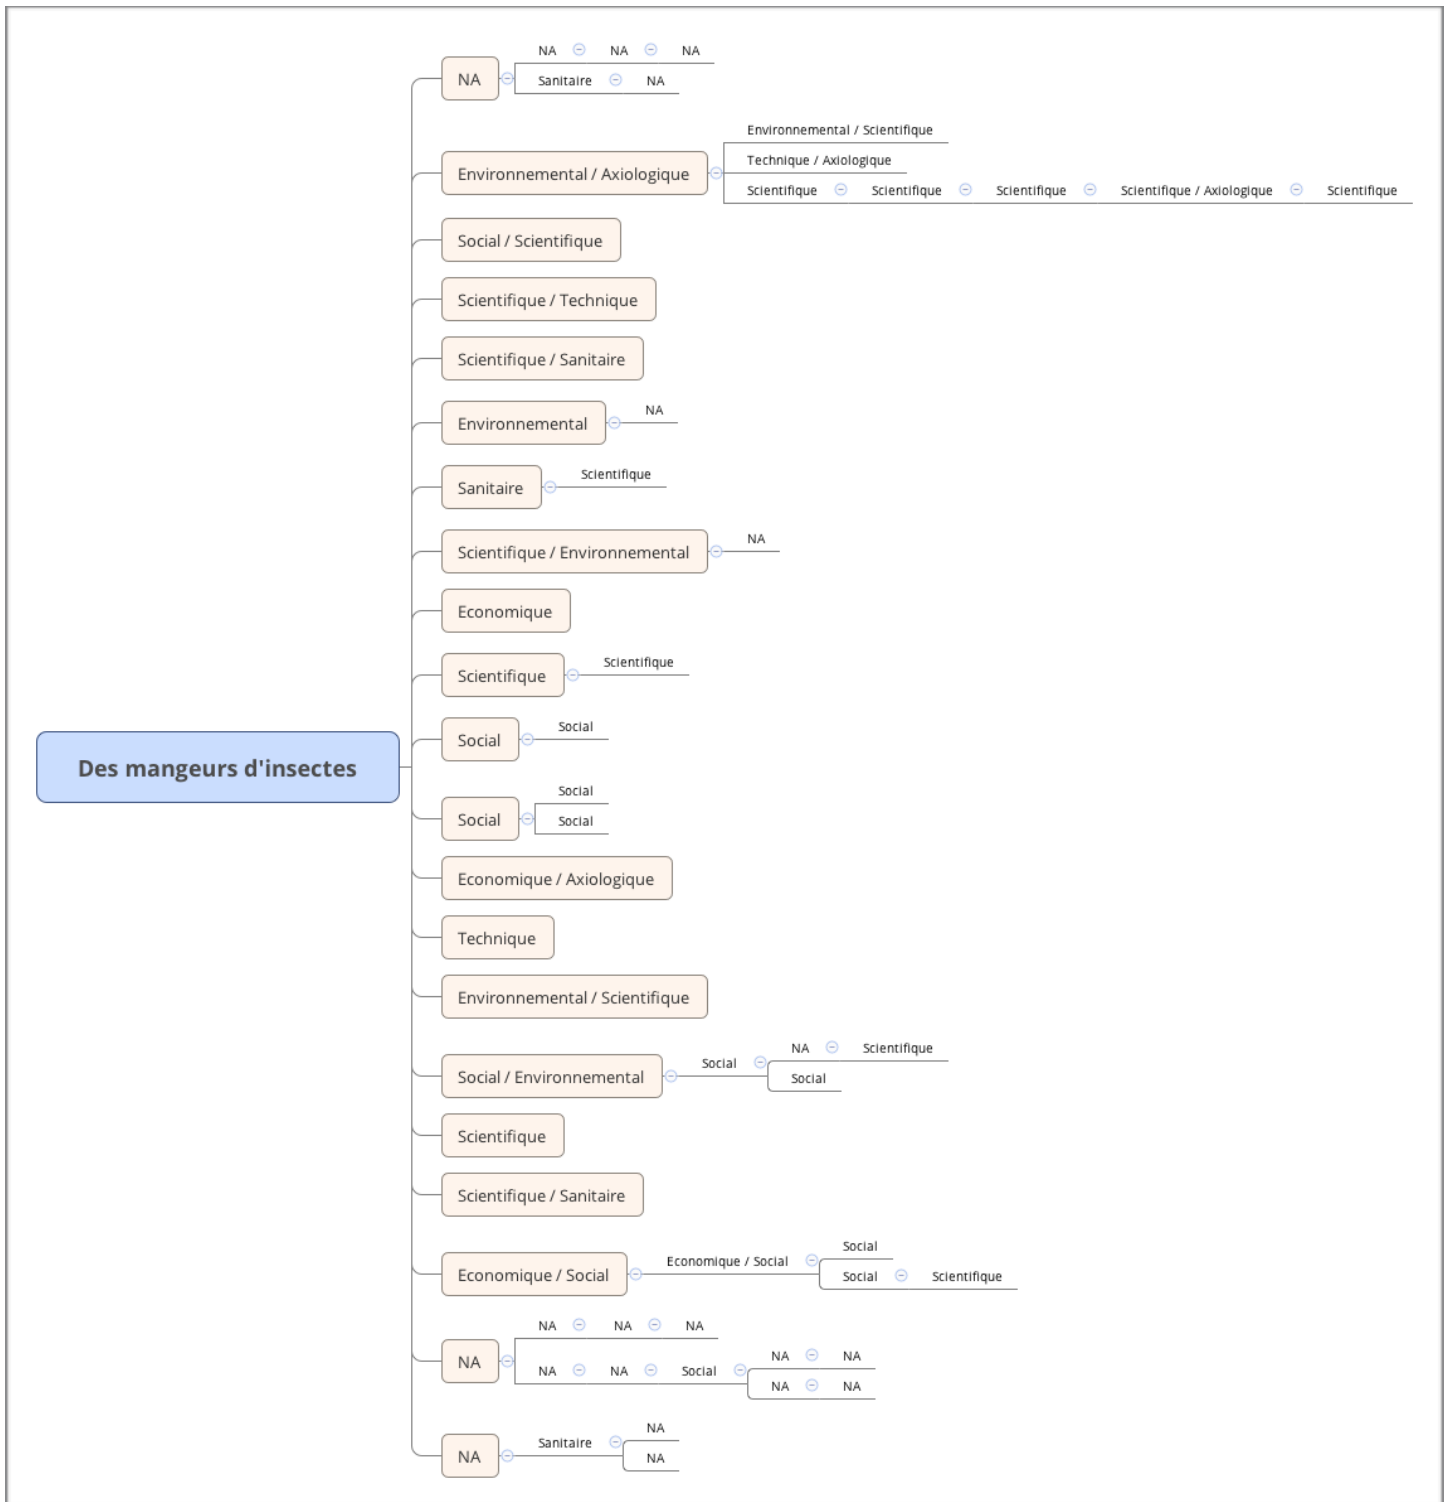 NA NA NA
NA
Sanitaire NA
Environnemental / Scientifique
Technique / Axiologique
Environnemental / Axiologique
Scientifique Scientifique Scientifique Scientifique / Axiologique Scientifique
Social / Scientifique
Scientifique / Technique
Scientifique / Sanitaire
NA
Environnemental
Scientifique
Sanitaire
NA
Scientifique / Environnemental
Economique
Scientifique
Scientifique
Social
Social
Des mangeurs d'insectes
Social
Social
Social
Economique / Axiologique
Technique
Environnemental / Scientifique
NA Scientifique
Social
Social / Environnemental
Social
Scientifique
Scientifique / Sanitaire
Social
Economique / Social
Economique / Social
Social Scientifique
NA NA NA
NA
NA NA Social
NA NA
NA NA
NA
Sanitaire
NA
NA